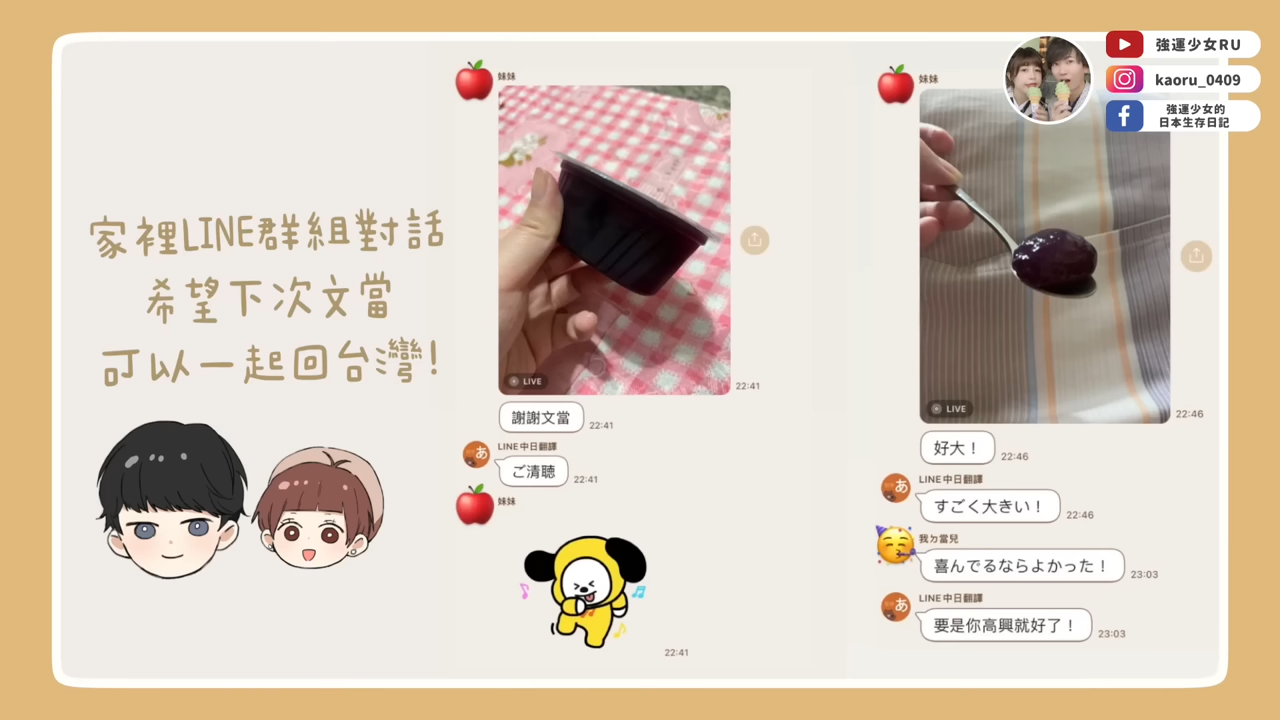 家裡LINE群組對話
希望下次文當
可以一起回台灣!
妹妹
LIVE
22:41
謝謝文當
22:41
LINE中日翻譯
ご清聴
22:41
妹妹
22:41
妹妹
LIVE
22:46
好大！
22:46
LINE中日翻譯
すごく大きい！
22:46
我ㄉ當兒
喜んでるならよかった！
23:03
LINE中日翻譯
要是你高興就好了！
23:03
強運少女RU
kaoru_0409
強運少女的
日本生存日記